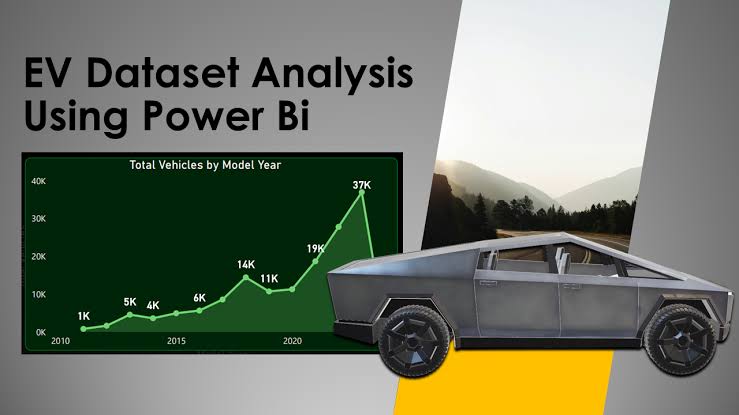 EV Dataset Analysis
Using Power Bi
Total Vehicles by Model Year
40K
37K
30K
20K
19K
14K
11K
10K
6K
5K
4K
1K
0K
2010
2015
2020